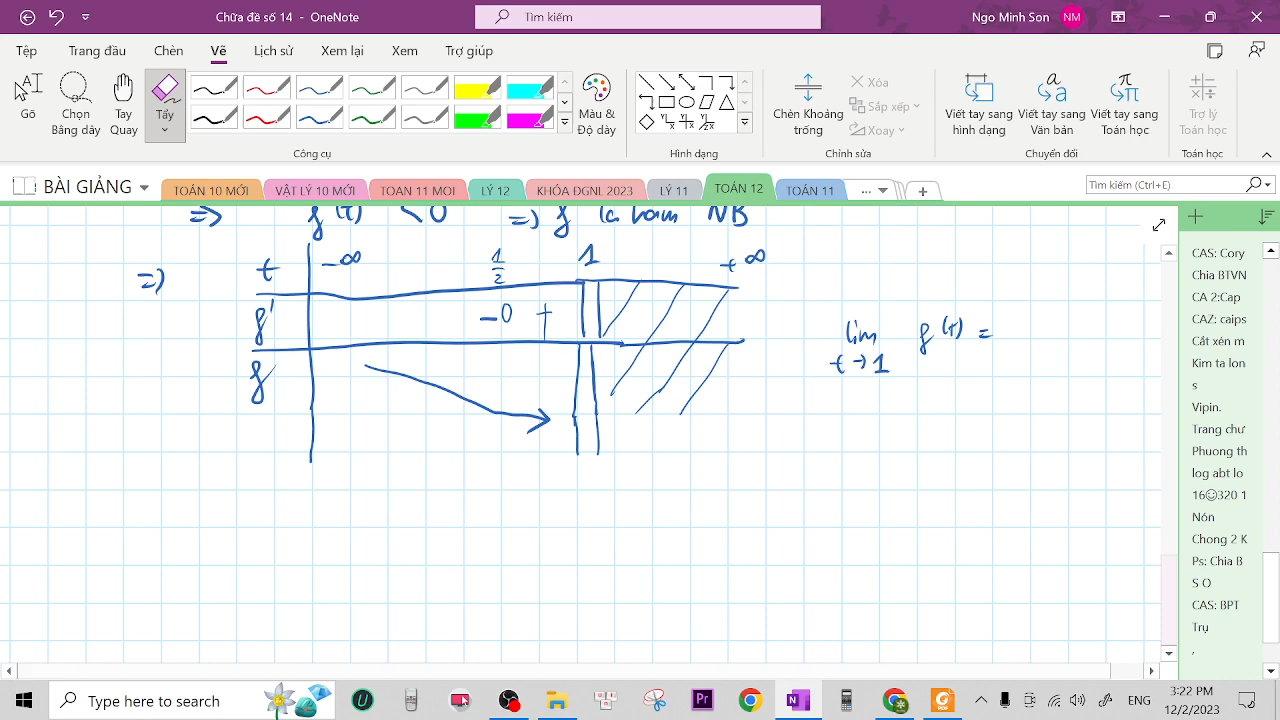 Chữa đề số 14 - OneNote
Tìm kiếm
Ngo Minh Son NM
Tệp Trang đầu Chèn Vẽ Lịch sử Xem lại Xem Trợ giúp
Gõ
Chọn Bằng dây
Tay Quay
Tẩy
Màu & Độ dày
Chèn Khoảng trống
Xóa
Sắp xếp
Xoay
Viết tay sang hình dạng
Viết tay sang Văn bản
Viết tay sang Toán học
Tr lý Toán học
Công cụ Hình dạng Chỉnh sửa Chuyển đổi Toán học
BÀI GIẢNG
TOÁN 10 MỚI VẬT LÝ 10 MỚI TOAN 11 MOI LÝ 12 KHÓA ĐGNL 2023 LÝ 11 TOÁN 12 TOÁN 11 ...
Tìm kiếm (Ctrl+E)
=> f'(t) < 0 => f là hàm NB
=> t -∞ 1/2 1 +∞
f' - 0 +
f
lim f(t) =
t → 1
CAS: Cory
Chia BTVN
CA 2:Cap
CAZ: caips
Cắt xén m
Kim ta lon
s
Vipin.
Trang chư
Phuong th
log abt lo
16☺320 1
Nón
Chong 2 K
Ps: Chia B
S O
CAS: BPT
Trụ
.
Type here to search
ENG
3:22 PM
12/2/2023